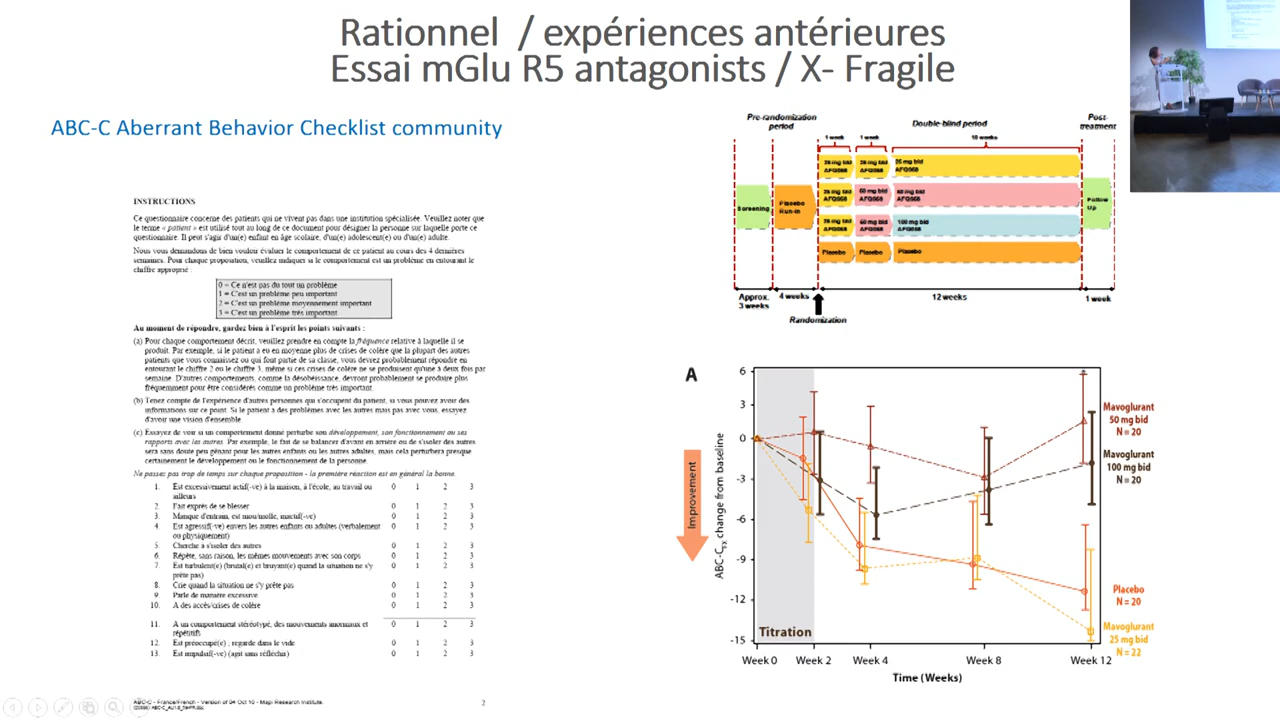 Rationnel / expériences antérieures
Essai mGlu R5 antagonists / X- Fragile
ABC-C Aberrant Behavior Checklist community
INSTRUCTIONS
Ce questionnaire concerne des patients qui ne vivent pas dans une institution spécialisée. Veuillez noter que
le terme « patient » est utilisé tout au long de ce document pour désigner la personne sur laquelle porte ce
questionnaire. Il peut s'agir d'un(e) enfant en âge scolaire, d'un(e) adolescent(e) ou d'un(e) adulte.
Nous vous demandons de bien vouloir évaluer le comportement de ce patient au cours des 4 dernières
semaines. Pour chaque proposition, veuillez indiquer si le comportement est un problème en entourant le
chiffre approprié :
0 = Ce n'est pas du tout un problème
1 = C'est un problème peu important
2 = C'est un problème moyennement important
3 = C'est un problème très important
Au moment de répondre, gardez bien à l'esprit les points suivants :
(a) Pour chaque comportement décrit, veuillez prendre en compte la fréquence relative à laquelle il se
produit. Par exemple, si le patient a eu en moyenne plus de crises de colère que la plupart des autres
patients que vous connaissez ou qui font partie de sa classe, vous devrez probablement répondre en
entourant le chiffre 2 ou le chiffre 3, même si ces crises de colère ne se produisent qu'une à deux fois par
semaine. D'autres comportements, comme la désobéissance, devront probablement se produire plus
fréquemment pour être considérés comme un problème très important.
(b) Tenez compte de l'expérience d'autres personnes qui s'occupent du patient, si vous pouvez avoir des
informations sur ce point. Si le patient a des problèmes avec les autres mais pas avec vous, essayez
d'avoir une vision d'ensemble.
(c) Essayez de voir si un comportement donné perturbe son développement, son fonctionnement ou ses
rapports avec les autres. Par exemple, le fait de se balancer d'avant en arrière ou de s'isoler des autres
sera sans doute peu gênant pour les autres enfants ou les autres adultes, mais cela perturbera presque
certainement le développement ou le fonctionnement de la personne.
Ne passez pas trop de temps sur chaque proposition - la première réaction est en général la bonne.
1. Est excessivement actif(-ve) à la maison, à l'école, au travail ou
ailleurs 0 1 2 3
2. Fait exprès de se blesser 0 1 2 3
3. Manque d'entrain, est mou/molle, inactif(-ve) 0 1 2 3
4. Est agressif(-ve) envers les autres enfants ou adultes (verbalement
ou physiquement) 0 1 2 3
5. Cherche à s'isoler des autres 0 1 2 3
6. Répète, sans raison, les mêmes mouvements avec son corps 0 1 2 3
7. Est turbulent(e) (brutal(e) et bruyant(e) quand la situation ne s'y
prête pas) 0 1 2 3
8. Crie quand la situation ne s'y prête pas 0 1 2 3
9. Parle de manière excessive 0 1 2 3
10. A des accès/crises de colère 0 1 2 3
11. A un comportement stéréotypé, des mouvements anormaux et
répétitifs 0 1 2 3
12. Est préoccupé(e) ; regarde dans le vide 0 1 2 3
13. Est impulsif(-ve) (agit sans réfléchir) 0 1 2 3
ABC-C - France/French - Version of 04 Oct 10 - Mapi Research Institute.
2
Pre-randomization
period
Double-blind period
Post-
treatment
1 week 1 week 10 weeks
Screening
Placebo
Run-in
25 mg bid
AFQ056
25 mg bid
AFQ056
25 mg bid
AFQ056
25 mg bid
AFQ056
50 mg bid
AFQ056
50 mg bid
AFQ056
25 mg bid
AFQ056
50 mg bid
AFQ056
100 mg bid
AFQ056
Placebo Placebo Placebo
Follow
Up
Approx.
3 weeks
4 weeks
12 weeks
1 week
Randomization
A
Improvement
ABC-CFX change from baseline
6
3
0
-3
-6
-9
-12
-15
Titration
Week 0 Week 2 Week 4 Week 8 Week 12
Time (Weeks)
Mavoglurant
50 mg bid
N = 20
Mavoglurant
100 mg bid
N = 20
Placebo
N = 20
Mavoglurant
25 mg bid
N = 22